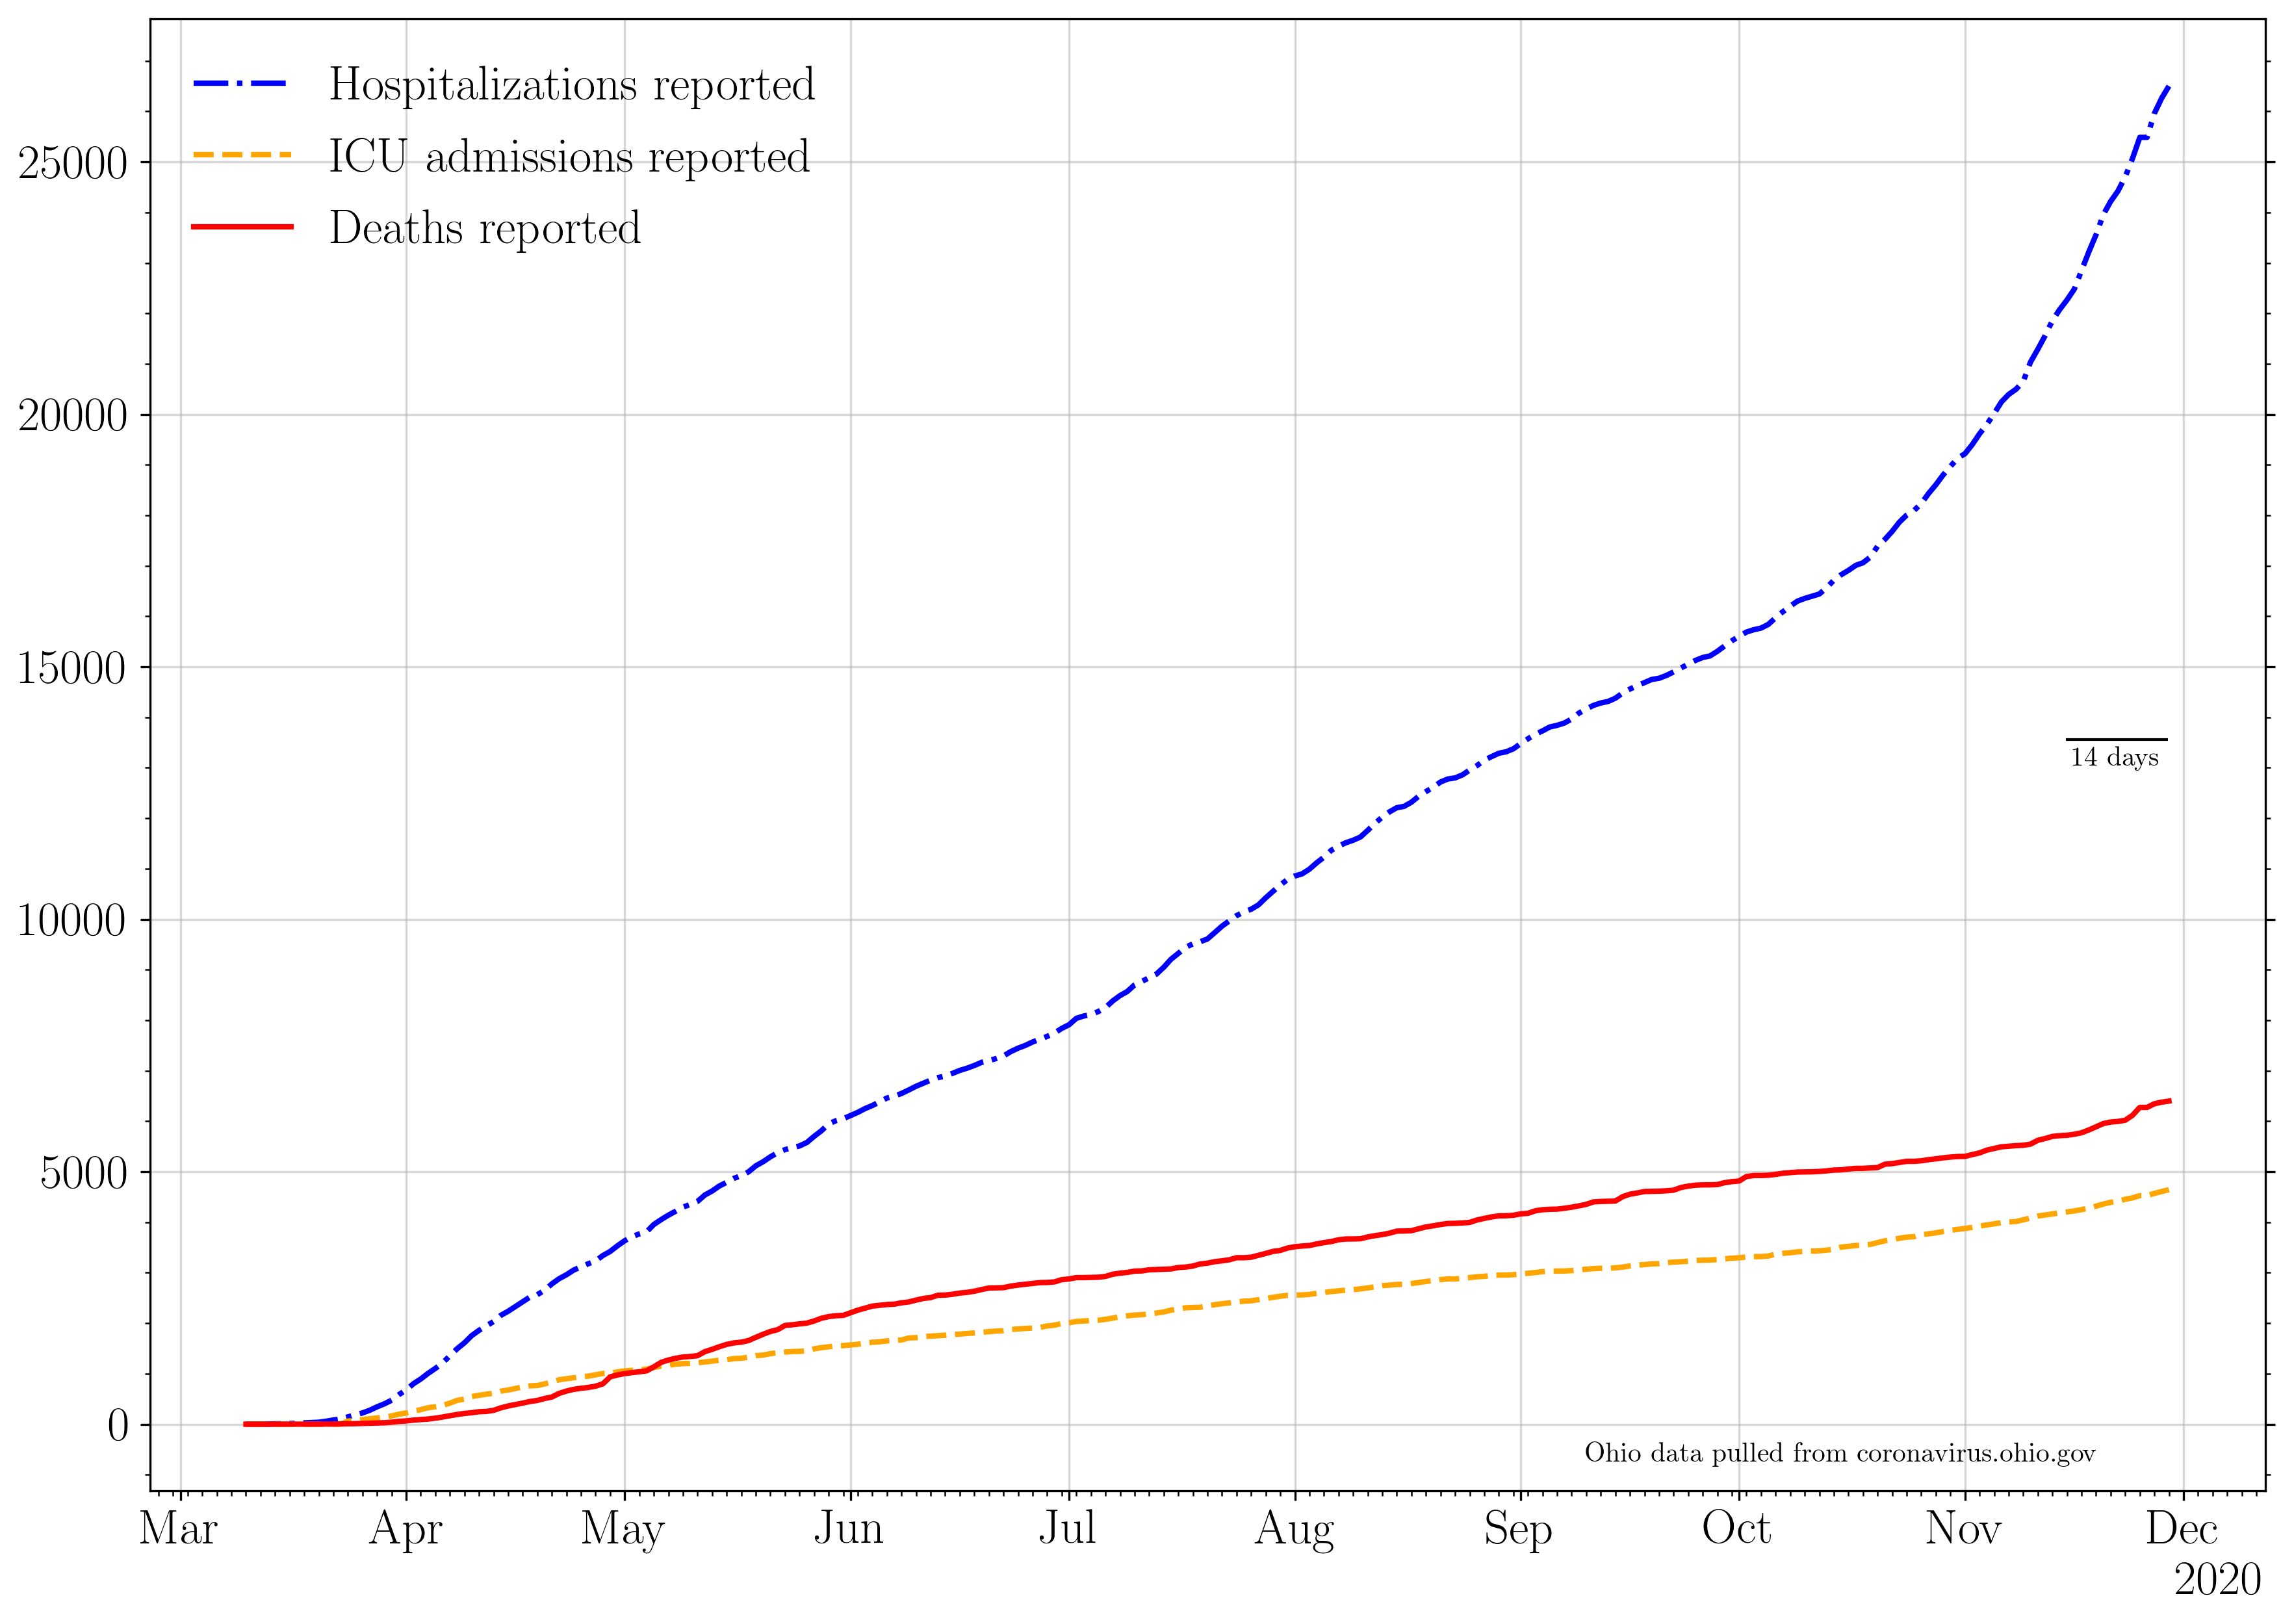 Hospitalizations reported
ICU admissions reported
Deaths reported
25000
20000
15000
10000
5000
0
14 days
Ohio data pulled from coronavirus.ohio.gov
Mar Apr May Jun Jul Aug Sep Oct Nov Dec
2020